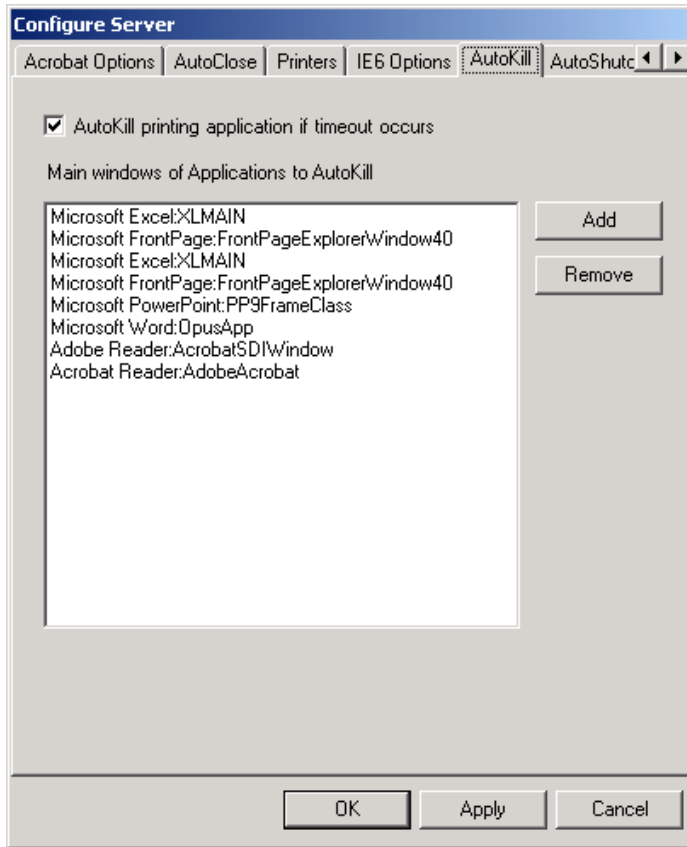 Configure Server
Acrobat Options AutoClose Printers IE6 Options AutoKill AutoShutc
AutoKill printing application if timeout occurs
Main windows of Applications to AutoKill
Microsoft Excel:XLMAIN
Microsoft FrontPage:FrontPageExplorerWindow40
Microsoft Excel:XLMAIN
Microsoft FrontPage:FrontPageExplorerWindow40
Microsoft PowerPoint:PP9FrameClass
Microsoft Word:OpusApp
Adobe Reader:AcrobatSDIWindow
Acrobat Reader:AdobeAcrobat
Add
Remove
OK Apply Cancel